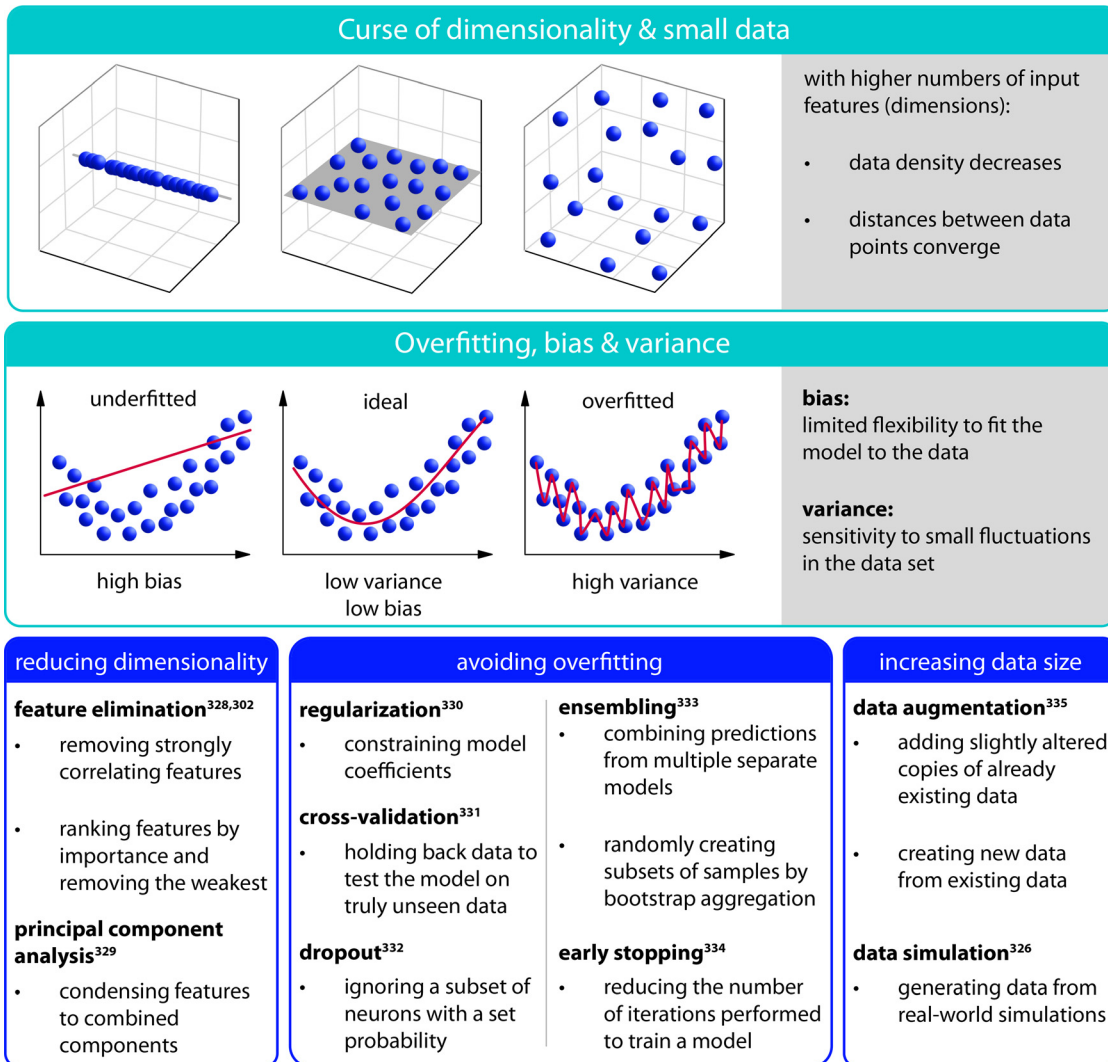 Curse of dimensionality & small data
with higher numbers of input
features (dimensions):
• data density decreases
• distances between data
points converge
Overfitting, bias & variance
underfitted
high bias
ideal
low variance
low bias
overfitted
high variance
bias:
limited flexibility to fit the
model to the data
variance:
sensitivity to small fluctuations
in the data set
reducing dimensionality
feature elimination328,302
• removing strongly
correlating features
• ranking features by
importance and
removing the weakest
principal component
analysis329
• condensing features
to combined
components
avoiding overfitting
regularization330
• constraining model
coefficients
cross-validation331
• holding back data to
test the model on
truly unseen data
dropout332
• ignoring a subset of
neurons with a set
probability
ensembling333
• combining predictions
from multiple separate
models
• randomly creating
subsets of samples by
bootstrap aggregation
early stopping334
• reducing the number
of iterations performed
to train a model
increasing data size
data augmentation335
• adding slightly altered
copies of already
existing data
• creating new data
from existing data
data simulation326
• generating data from
real-world simulations